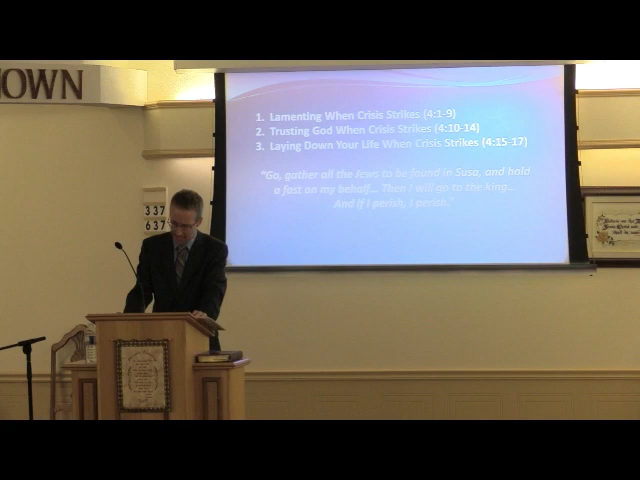 OWN
1. Lamenting When Crisis Strikes (4:1-9)
2. Trusting God When Crisis Strikes (4:10-14)
3. Laying Down Your Life When Crisis Strikes (4:15-17)
"Go, gather all the Jews to be found in Susa, and hold
a fast on my behalf... Then I will go to the king...
And if I perish, I perish."
337
637